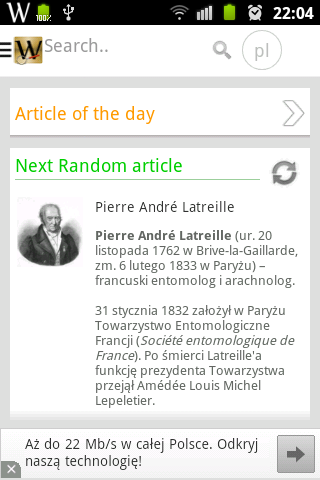 W 100% 22:04
W Search.. pl
Article of the day
Next Random article
Pierre André Latreille
Pierre André Latreille (ur. 20
listopada 1762 w Brive-la-Gaillarde,
zm. 6 lutego 1833 w Paryżu) –
francuski entomolog i arachnolog.
31 stycznia 1832 założył w Paryżu
Towarzystwo Entomologiczne
Francji (Société entomologique de
France). Po śmierci Latreille'a
funkcję prezydenta Towarzystwa
przejął Amédée Louis Michel
Lepeletier.
Aż do 22 Mb/s w całej Polsce. Odkryj
naszą technologię!